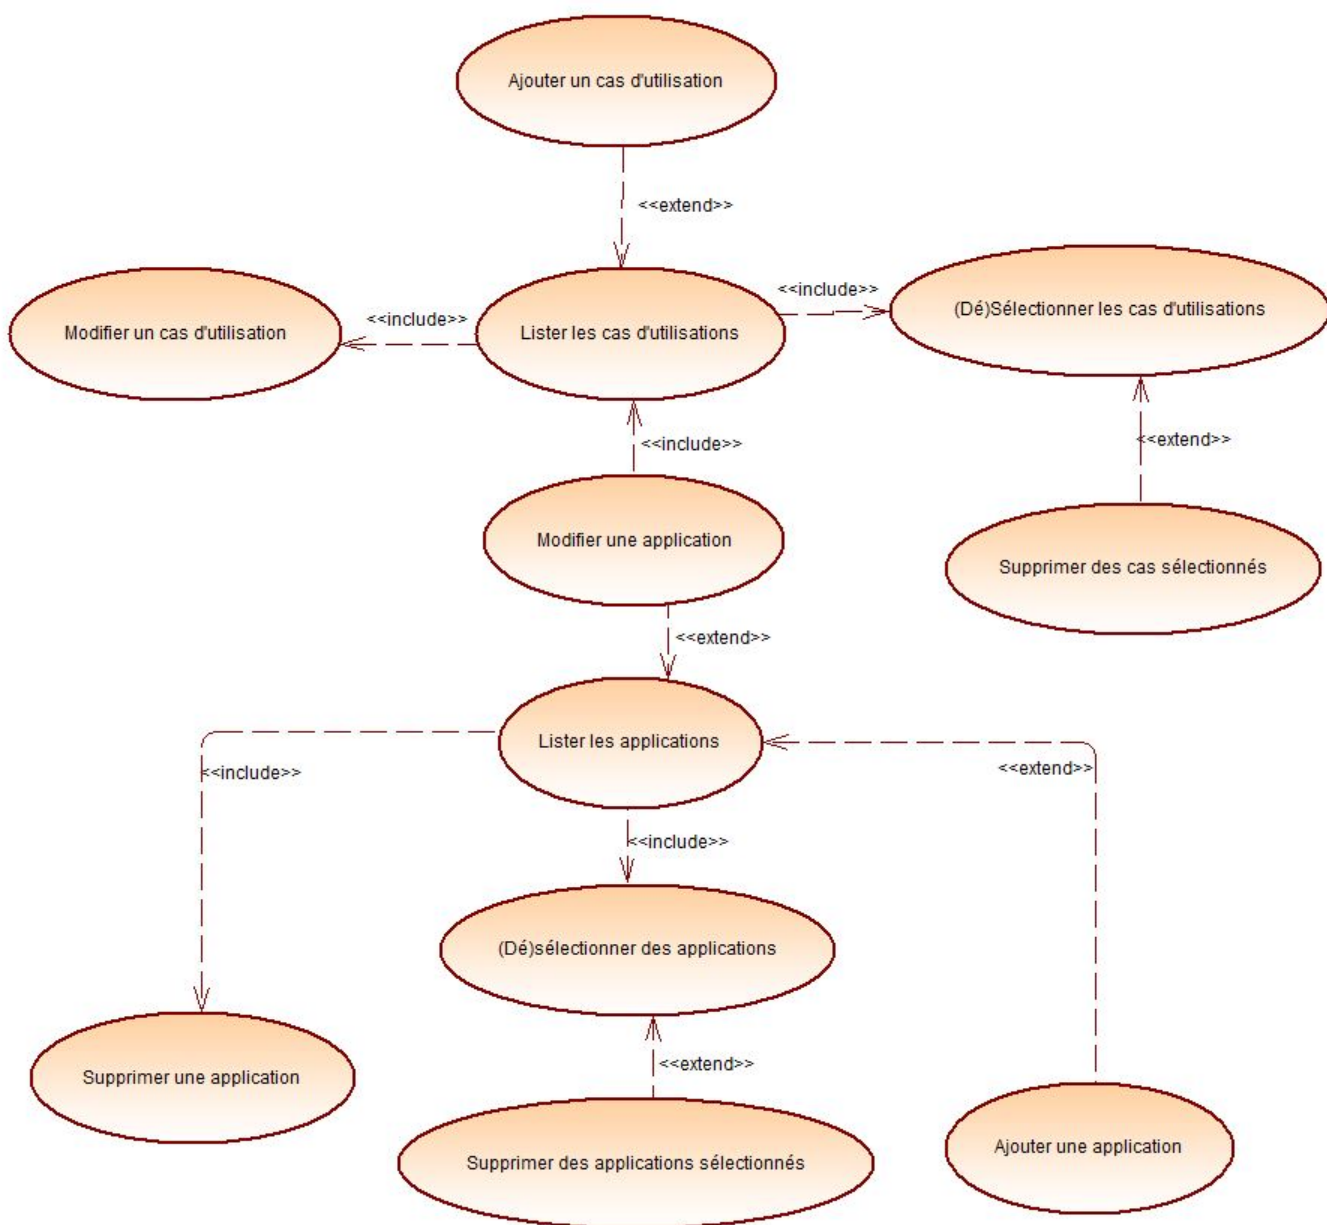 Ajouter un cas d'utilisation
<<extend>>
Modifier un cas d'utilisation
<<include>>
Lister les cas d'utilisations
<<include>>
(Dé)Sélectionner les cas d'utilisations
<<include>>
<<extend>>
Modifier une application
Supprimer des cas sélectionnés
<<extend>>
Lister les applications
<<include>>
<<extend>>
<<include>>
(Dé)sélectionner des applications
Supprimer une application
<<extend>>
Supprimer des applications sélectionnés
Ajouter une application